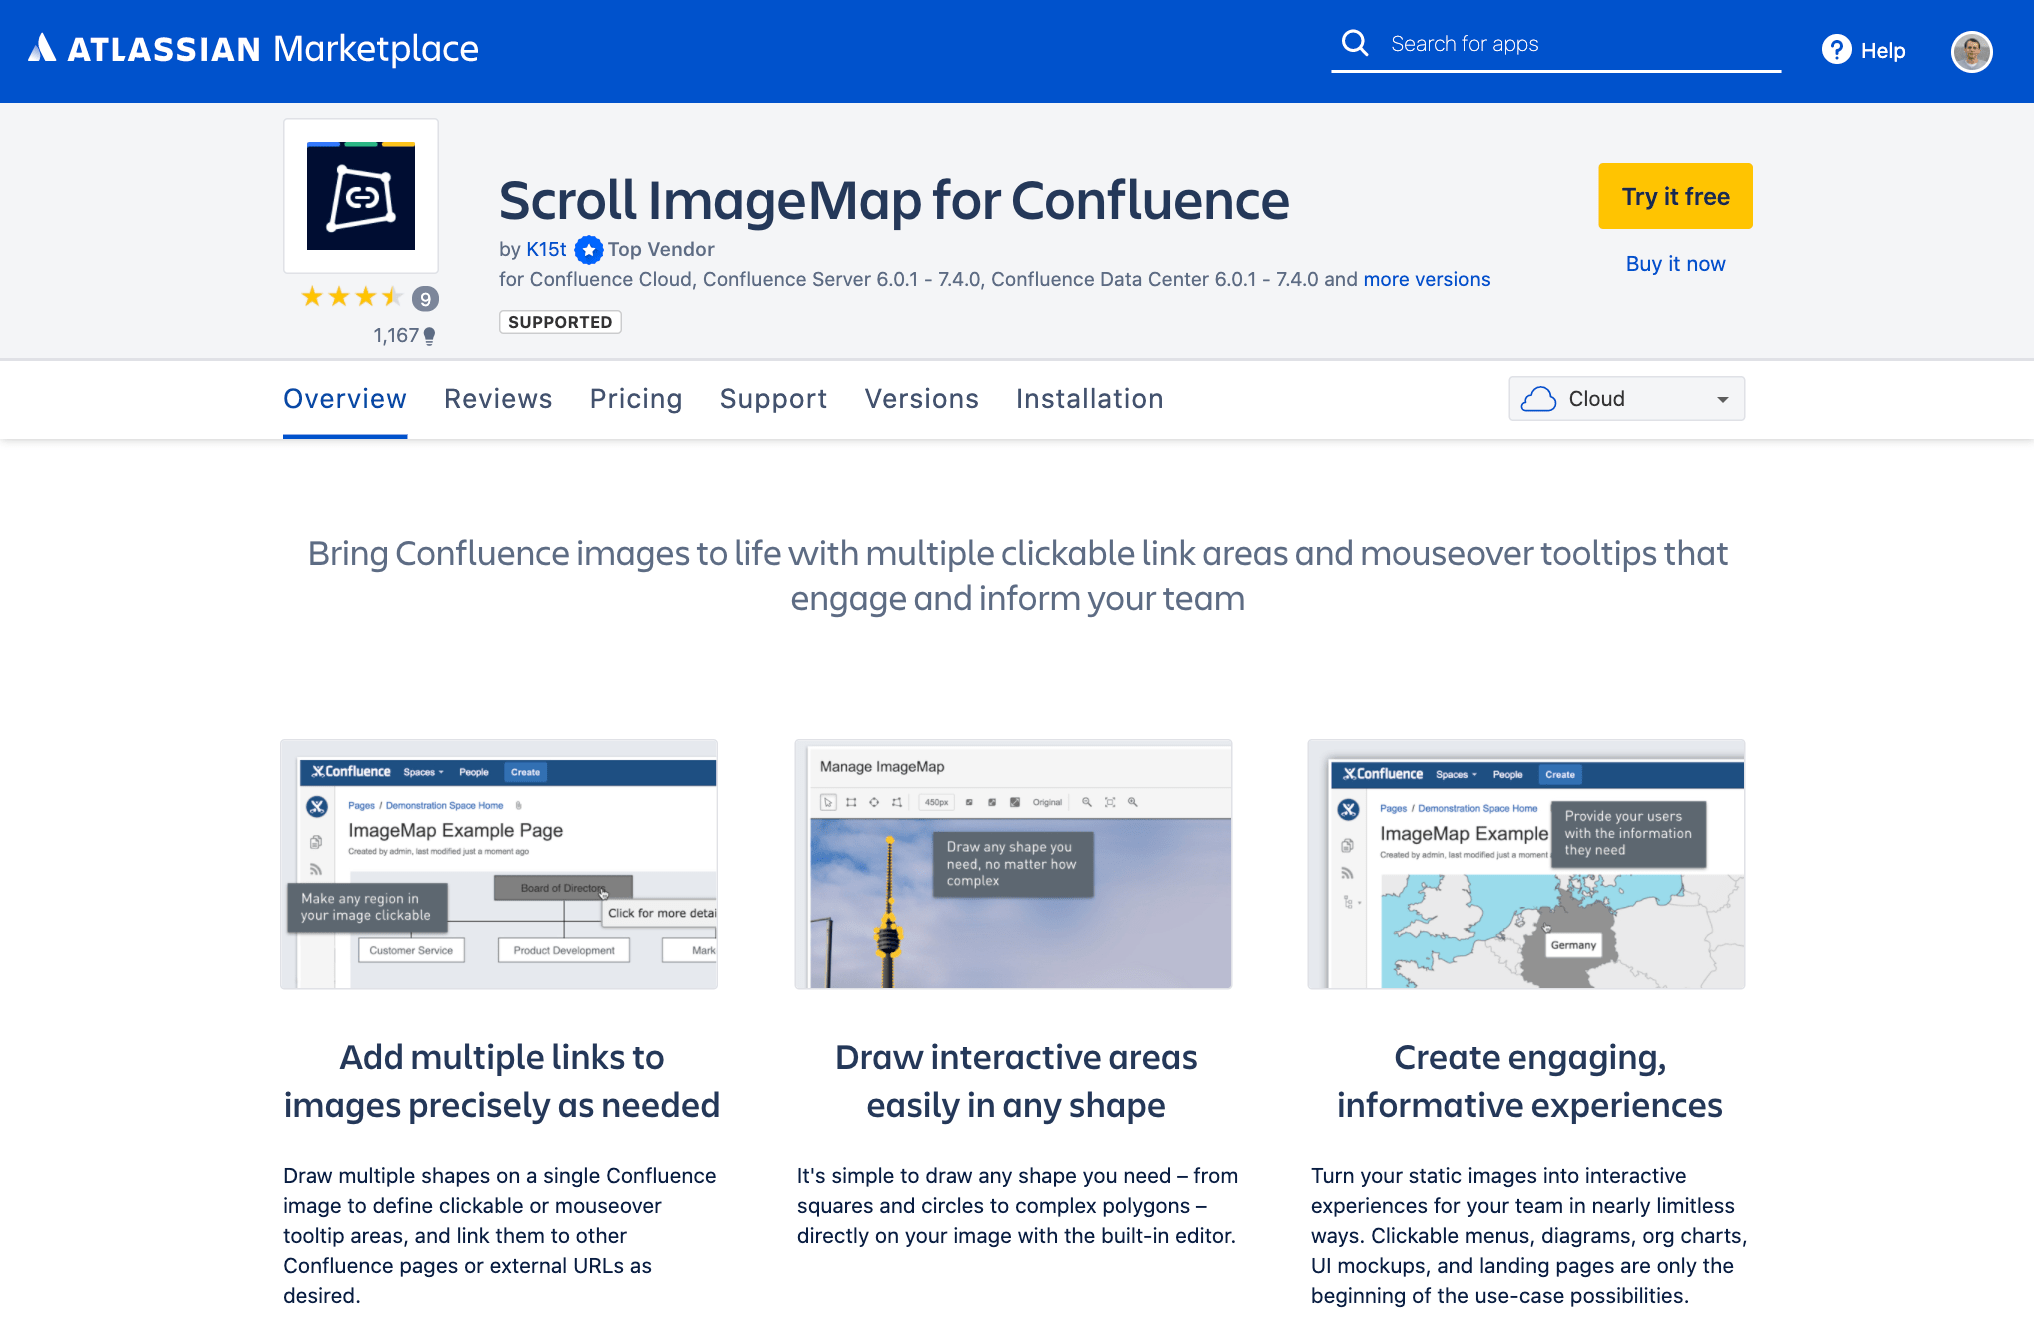 ATLASSIAN Marketplace
Search for apps
? Help
Scroll ImageMap for Confluence
Try it free
by K15t Top Vendor
Buy it now
for Confluence Cloud, Confluence Server 6.0.1 - 7.4.0, Confluence Data Center 6.0.1 - 7.4.0 and more versions
9
SUPPORTED
1,167
Overview Reviews Pricing Support Versions Installation
Cloud
Bring Confluence images to life with multiple clickable link areas and mouseover tooltips that
engage and inform your team
Confluence Spaces People Create
Pages / Demonstration Space Home
ImageMap Example Page
Created by admin, last modified just a moment ago
Board of Directors
Make any region in
your image clickable
Click for more detai
Customer Service
Product Development
Mark
Manage ImageMap
450px Original
Draw any shape you
need, no matter how
complex
Confluence Spaces People Create
Pages / Demonstration Space Home
ImageMap Example
Created by admin, last modified just a moment
Provide your users
with the information
they need
Germany
Add multiple links to
images precisely as needed
Draw multiple shapes on a single Confluence
image to define clickable or mouseover
tooltip areas, and link them to other
Confluence pages or external URLs as
desired.
Draw interactive areas
easily in any shape
It's simple to draw any shape you need – from
squares and circles to complex polygons –
directly on your image with the built-in editor.
Create engaging,
informative experiences
Turn your static images into interactive
experiences for your team in nearly limitless
ways. Clickable menus, diagrams, org charts,
UI mockups, and landing pages are only the
beginning of the use-case possibilities.